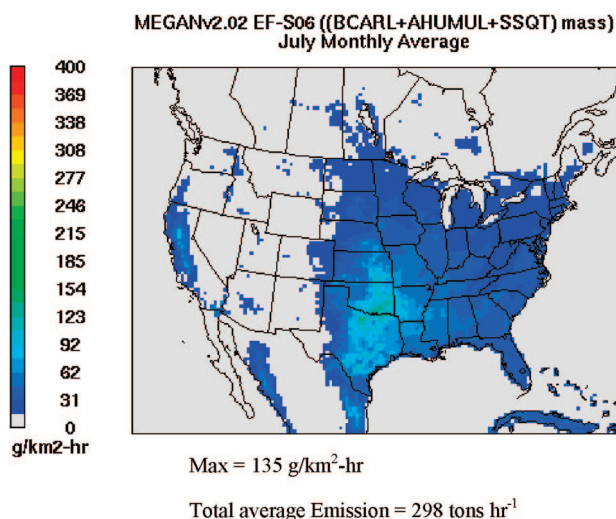 MEGANv2.02 EF-S06 ((BCARL+AHUMUL+SSQT) mass)
July Monthly Average
400
369
338
308
277
246
215
185
154
123
92
62
31
0
g/km2-hr
Max = 135 g/km²-hr
Total average Emission = 298 tons hr⁻¹